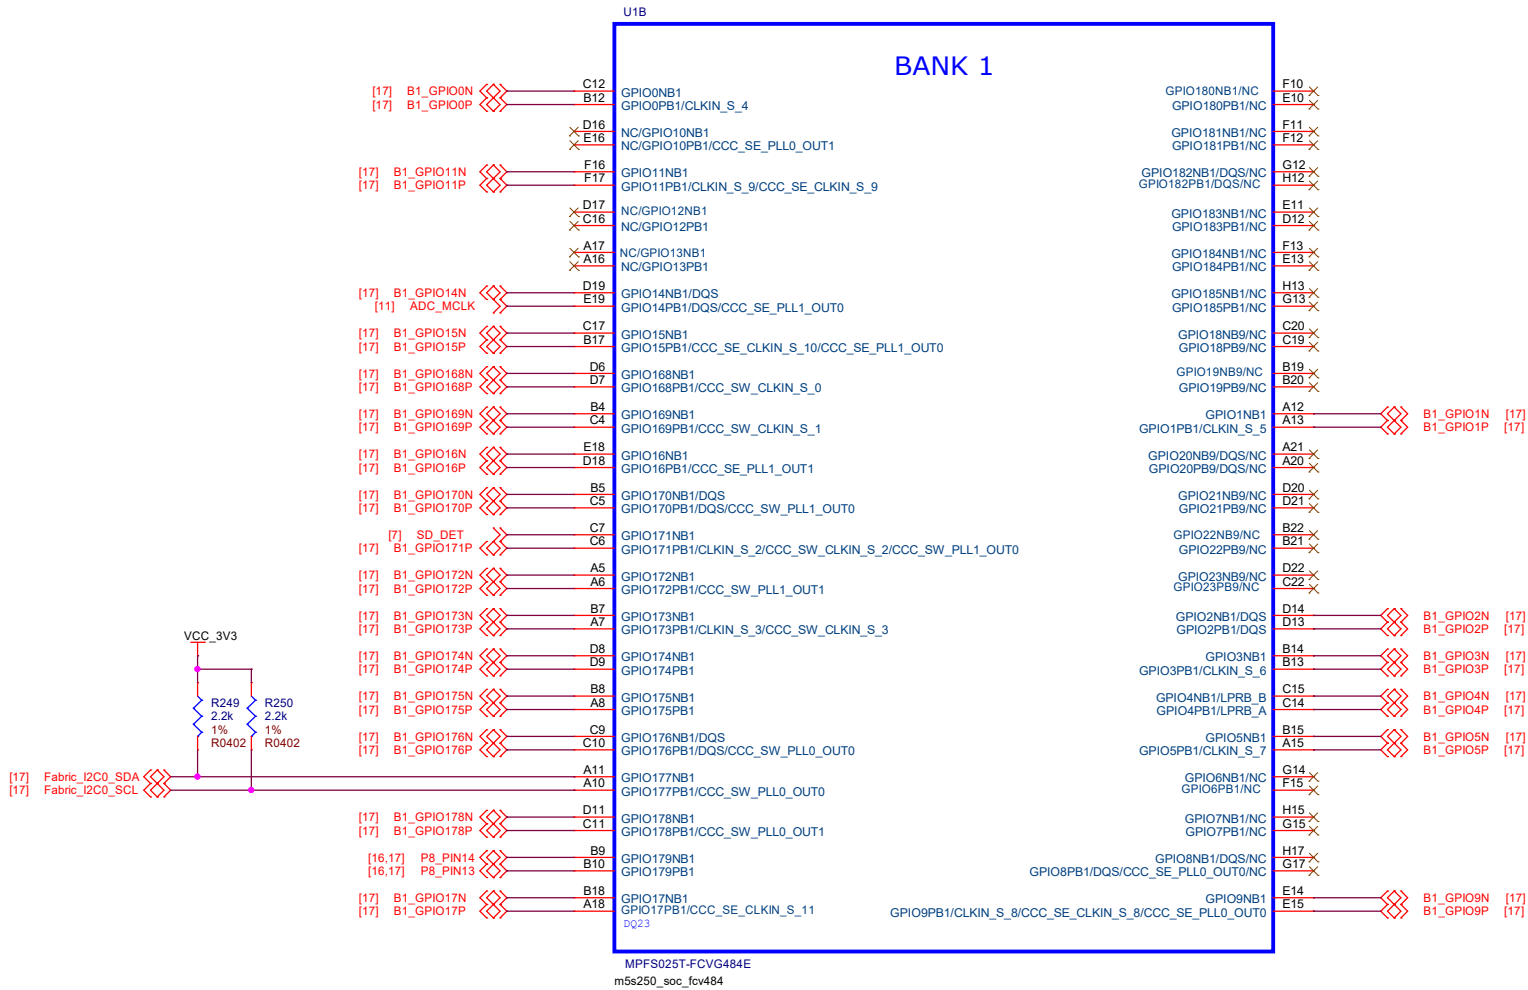 U1B
BANK 1
[17] B1_GPIO0N C12 GPIO0NB1
[17] B1_GPIO0P B12 GPIO0PB1/CLKIN_S_4
D16 NC/GPIO10NB1
E16 NC/GPIO10PB1/CCC_SE_PLL0_OUT1
[17] B1_GPIO11N F16 GPIO11NB1
[17] B1_GPIO11P F17 GPIO11PB1/CLKIN_S_9/CCC_SE_CLKIN_S_9
D17 NC/GPIO12NB1
C16 NC/GPIO12PB1
A17 NC/GPIO13NB1
A16 NC/GPIO13PB1
[17] B1_GPIO14N D19 GPIO14NB1/DQS
[11] ADC_MCLK E19 GPIO14PB1/DQS/CCC_SE_PLL1_OUT0
[17] B1_GPIO15N C17 GPIO15NB1
[17] B1_GPIO15P B17 GPIO15PB1/CCC_SE_CLKIN_S_10/CCC_SE_PLL1_OUT0
[17] B1_GPIO168N D6 GPIO168NB1
[17] B1_GPIO168P D7 GPIO168PB1/CCC_SW_CLKIN_S_0
[17] B1_GPIO169N B4 GPIO169NB1
[17] B1_GPIO169P C4 GPIO169PB1/CCC_SW_CLKIN_S_1
[17] B1_GPIO16N E18 GPIO16NB1
[17] B1_GPIO16P D18 GPIO16PB1/CCC_SE_PLL1_OUT1
[17] B1_GPIO170N B5 GPIO170NB1/DQS
[17] B1_GPIO170P C5 GPIO170PB1/DQS/CCC_SW_PLL1_OUT0
[7] SD_DET C7 GPIO171NB1
[17] B1_GPIO171P C6 GPIO171PB1/CLKIN_S_2/CCC_SW_CLKIN_S_2/CCC_SW_PLL1_OUT0
[17] B1_GPIO172N A5 GPIO172NB1
[17] B1_GPIO172P A6 GPIO172PB1/CCC_SW_PLL1_OUT1
[17] B1_GPIO173N B7 GPIO173NB1
[17] B1_GPIO173P A7 GPIO173PB1/CLKIN_S_3/CCC_SW_CLKIN_S_3
[17] B1_GPIO174N D8 GPIO174NB1
[17] B1_GPIO174P D9 GPIO174PB1
[17] B1_GPIO175N B8 GPIO175NB1
[17] B1_GPIO175P A8 GPIO175PB1
[17] B1_GPIO176N C9 GPIO176NB1/DQS
[17] B1_GPIO176P C10 GPIO176PB1/DQS/CCC_SW_PLL0_OUT0
VCC_3V3
R249 R250
2.2k 2.2k
1% 1%
R0402 R0402
[17] Fabric_I2C0_SDA A11 GPIO177NB1
[17] Fabric_I2C0_SCL A10 GPIO177PB1/CCC_SW_PLL0_OUT0
[17] B1_GPIO178N D11 GPIO178NB1
[17] B1_GPIO178P C11 GPIO178PB1/CCC_SW_PLL0_OUT1
[16,17] P8_PIN14 B9 GPIO179NB1
[16,17] P8_PIN13 B10 GPIO179PB1
[17] B1_GPIO17N B18 GPIO17NB1
[17] B1_GPIO17P A18 GPIO17PB1/CCC_SE_CLKIN_S_11
DQ23
GPIO180NB1/NC F10
GPIO180PB1/NC E10
GPIO181NB1/NC F11
GPIO181PB1/NC F12
GPIO182NB1/DQS/NC G12
GPIO182PB1/DQS/NC H12
GPIO183NB1/NC E11
GPIO183PB1/NC D12
GPIO184NB1/NC F13
GPIO184PB1/NC E13
GPIO185NB1/NC H13
GPIO185PB1/NC G13
GPIO18NB9/NC C20
GPIO18PB9/NC C19
GPIO19NB9/NC B19
GPIO19PB9/NC B20
GPIO1NB1 A12 B1_GPIO1N [17]
GPIO1PB1/CLKIN_S_5 A13 B1_GPIO1P [17]
GPIO20NB9/DQS/NC A21
GPIO20PB9/DQS/NC A20
GPIO21NB9/NC D20
GPIO21PB9/NC D21
GPIO22NB9/NC B22
GPIO22PB9/NC B21
GPIO23NB9/NC D22
GPIO23PB9/NC C22
GPIO2NB1/DQS D14 B1_GPIO2N [17]
GPIO2PB1/DQS D13 B1_GPIO2P [17]
GPIO3NB1 B14 B1_GPIO3N [17]
GPIO3PB1/CLKIN_S_6 B13 B1_GPIO3P [17]
GPIO4NB1/LPRB_B C15 B1_GPIO4N [17]
GPIO4PB1/LPRB_A C14 B1_GPIO4P [17]
GPIO5NB1 B15 B1_GPIO5N [17]
GPIO5PB1/CLKIN_S_7 A15 B1_GPIO5P [17]
GPIO6NB1/NC G14
GPIO6PB1/NC F15
GPIO7NB1/NC H15
GPIO7PB1/NC G15
GPIO8NB1/DQS/NC H17
GPIO8PB1/DQS/CCC_SE_PLL0_OUT0/NC G17
GPIO9NB1 E14 B1_GPIO9N [17]
GPIO9PB1/CLKIN_S_8/CCC_SE_CLKIN_S_8/CCC_SE_PLL0_OUT0 E15 B1_GPIO9P [17]
MPFS025T-FCVG484E
m5s250_soc_fcv484